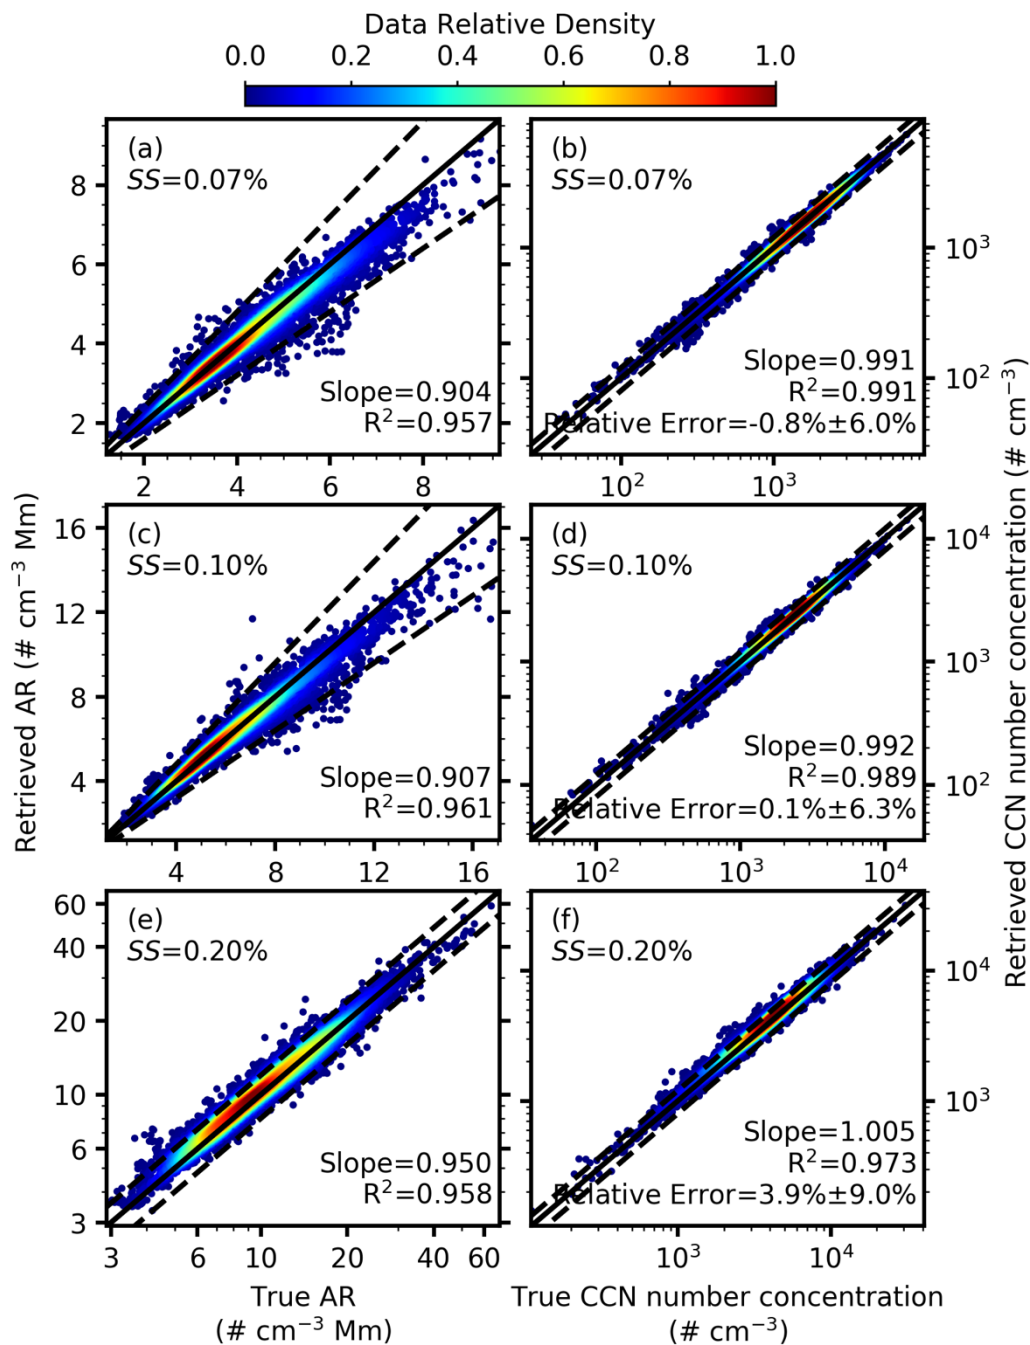 Data Relative Density
0.0 0.2 0.4 0.6 0.8 1.0
(a)
SS=0.07%
Slope=0.904
R²=0.957
8
6
4
2
2 4 6 8
(b)
SS=0.07%
Slope=0.991
R²=0.991
Relative Error=-0.8%±6.0%
10³
10²
10² 10³
(c)
SS=0.10%
Slope=0.907
R²=0.961
16
12
8
4
4 8 12 16
(d)
SS=0.10%
Slope=0.992
R²=0.989
Relative Error=0.1%±6.3%
10⁴
10³
10²
10² 10³ 10⁴
(e)
SS=0.20%
Slope=0.950
R²=0.958
60
40
20
10
6
3
3 6 10 20 40 60
(f)
SS=0.20%
Slope=1.005
R²=0.973
Relative Error=3.9%±9.0%
10⁴
10³
10³ 10⁴
Retrieved AR (# cm⁻³ Mm)
Retrieved CCN number concentration (# cm⁻³)
True AR
(# cm⁻³ Mm)
True CCN number concentration
(# cm⁻³)